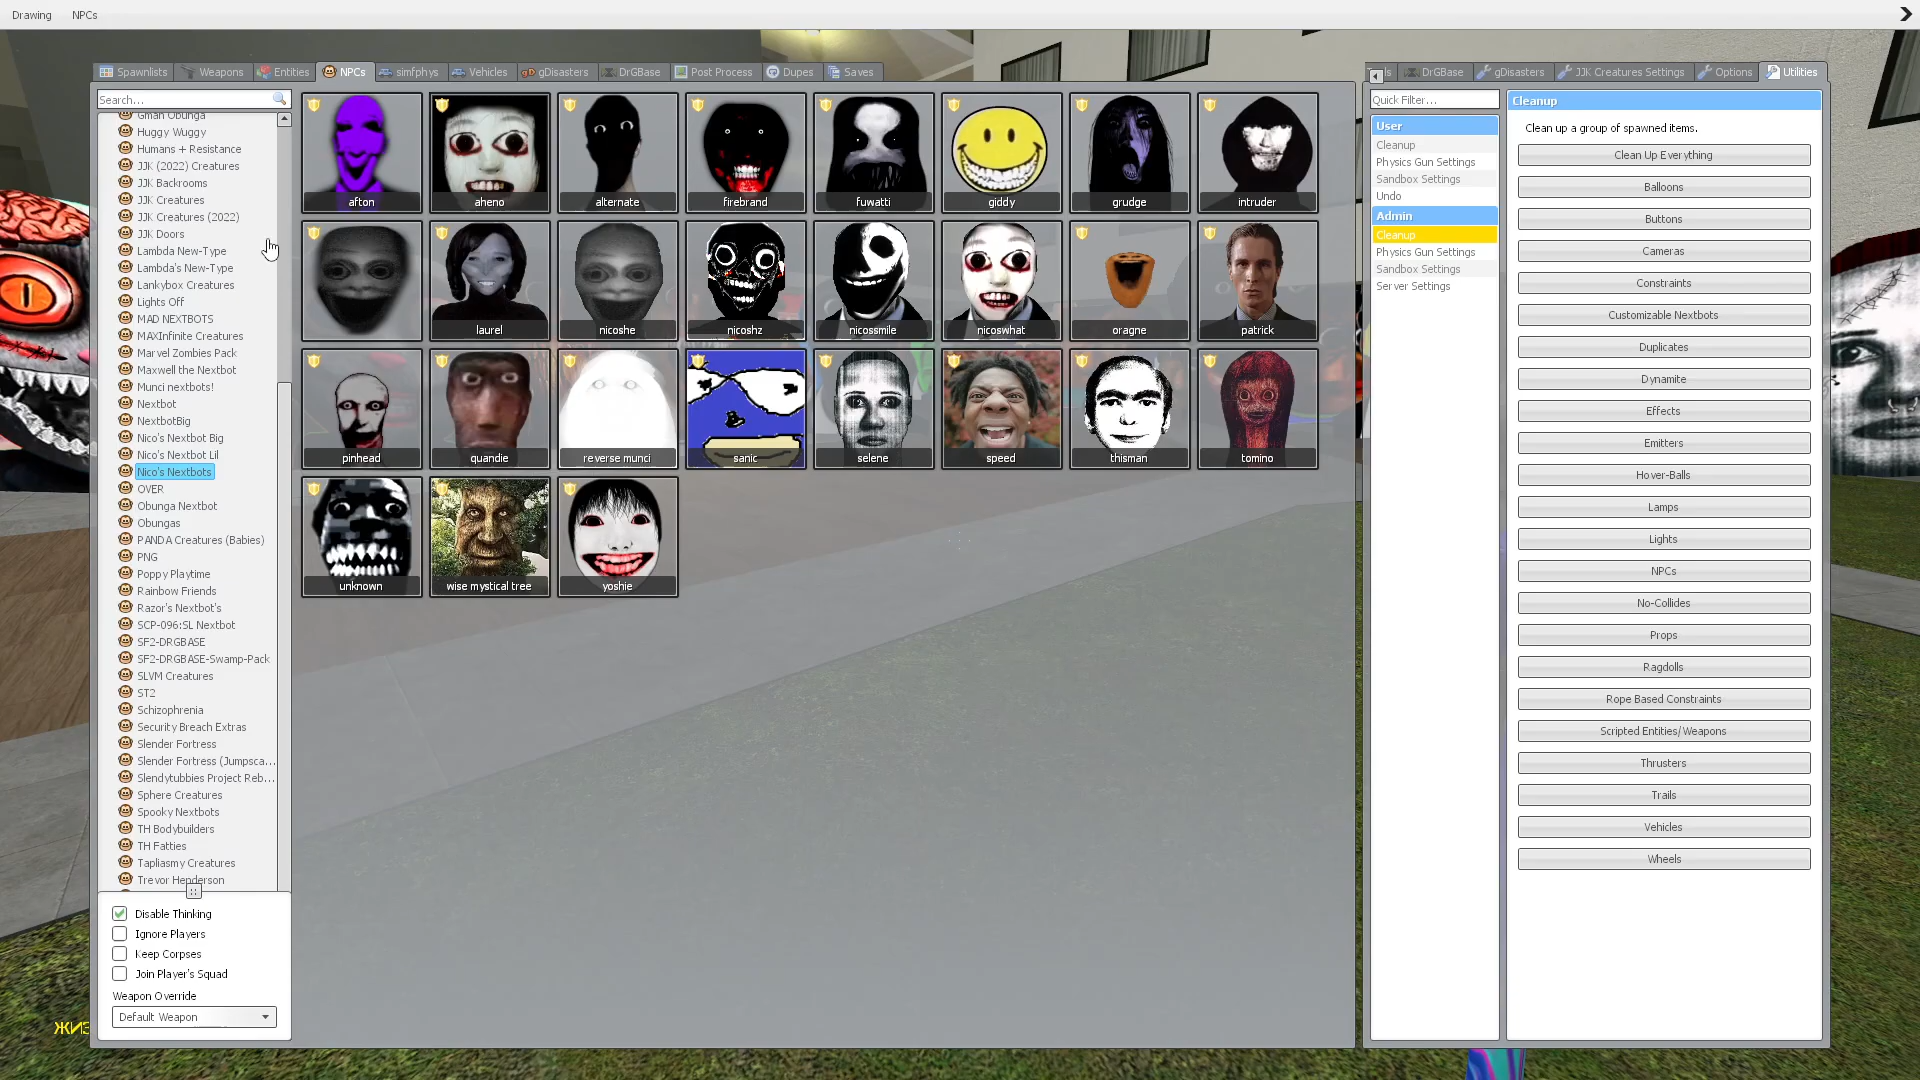 Drawing NPCs
Spawnlists Weapons Entities NPCs simfphys Vehicles gDisasters DrGBase Post Process Dupes Saves
ls DrGBase gDisasters JJK Creatures Settings Options Utilities
Search...
Gman Obunga
Huggy Wuggy
Humans + Resistance
JJK (2022) Creatures
JJK Backrooms
JJK Creatures
JJK Creatures (2022)
JJK Doors
Lambda New-Type
Lambda's New-Type
Lankybox Creatures
Lights Off
MAD NEXTBOTS
MAXInfinite Creatures
Marvel Zombies Pack
Maxwell the Nextbot
Munci nextbots!
Nextbot
NextbotBig
Nico's Nextbot Big
Nico's Nextbot Lil
Nico's Nextbots
OVER
Obunga Nextbot
Obungas
PANDA Creatures (Babies)
PNG
Poppy Playtime
Rainbow Friends
Razor's Nextbot's
SCP-096:SL Nextbot
SF2-DRGBASE
SF2-DRGBASE-Swamp-Pack
SLVM Creatures
ST2
Schizophrenia
Security Breach Extras
Slender Fortress
Slender Fortress (Jumpsca...
Slendytubbies Project Reb...
Sphere Creatures
Spooky Nextbots
TH Bodybuilders
TH Fatties
Tapliasmy Creatures
Trevor Henderson
Disable Thinking
Ignore Players
Keep Corpses
Join Player's Squad
Weapon Override
Default Weapon
afton aheno alternate firebrand fuwatti giddy grudge intruder
laurel nicoshe nicoshz nicossmile nicoswhat oragne patrick
pinhead quandie reverse munci sanic selene speed thisman tomino
unknown wise mystical tree yoshie
Quick Filter...
User
Cleanup
Physics Gun Settings
Sandbox Settings
Undo
Admin
Cleanup
Physics Gun Settings
Sandbox Settings
Server Settings
Cleanup
Clean up a group of spawned items.
Clean Up Everything
Balloons
Buttons
Cameras
Constraints
Customizable Nextbots
Duplicates
Dynamite
Effects
Emitters
Hover-Balls
Lamps
Lights
NPCs
No-Collides
Props
Ragdolls
Rope Based Constraints
Scripted Entities/Weapons
Thrusters
Trails
Vehicles
Wheels
ЖИЗ